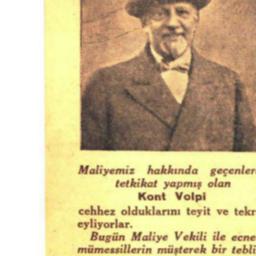 Maliyemiz hakkında geçenler
tetkikat yapmış olan
Kont Volpi
cehhez olduklarını teyit ve tekr
eyliyorlar.
Bugün Maliye Vekili ile ecne
mümessillerin müşterek bir tebli